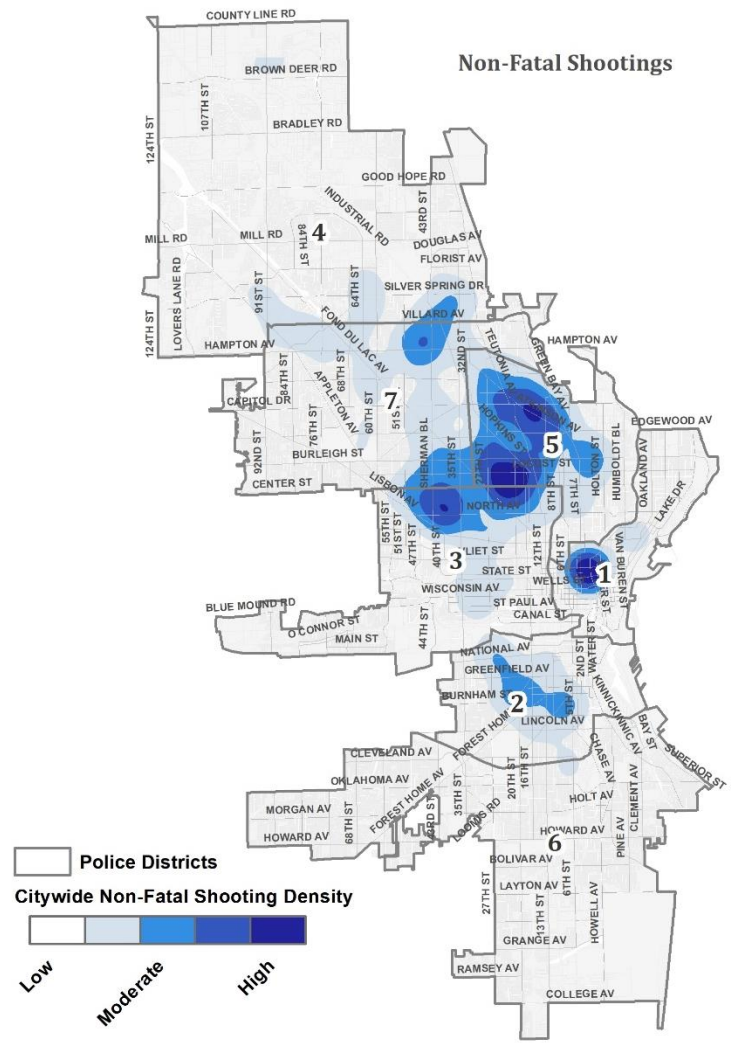 COUNTY LINE RD
Non-Fatal Shootings
BROWN DEER RD
107TH ST
124TH ST
BRADLEY RD
GOOD HOPE RD
INDUSTRIAL RD
43RD ST
4
MILL RD
MILL RD
84TH ST
DOUGLAS AV
FLORIST AV
LOVERS LANE RD
91ST ST
64TH ST
SILVER SPRING DR
124TH ST
FOND DU LAC AV
VILLARD AV
HAMPTON AV
32ND ST
TEUTONIA AV
GREEN BAY AV
HAMPTON AV
84TH ST
68TH ST
APPLETON AV
CAPITOL DR
60TH ST
7
HOPKINS ST
EDGEWOOD AV
92ND ST
76TH ST
SHERMAN BL
35TH ST
27TH ST
5
HOLTON ST
HUMBOLDT BL
OAKLAND AV
BURLEIGH ST
CENTER ST
LISBON AV
8TH ST
7TH ST
LAKE DR
NORTH AV
55TH ST
51ST ST
47TH ST
40TH ST
12TH ST
6TH ST
VAN BUREN ST
3
STATE ST
WELLS
1
WISCONSIN AV
ST PAUL AV
BLUE MOUND RD
44TH ST
CANAL ST
O CONNOR ST
MAIN ST
NATIONAL AV
2ND ST
WATER ST
GREENFIELD AV
BURNHAM ST
2
5TH ST
KINNICKINNIC AV
LINCOLN AV
BAY ST
FOREST HOME
CHASE AV
SUPERIOR ST
CLEVELAND AV
OKLAHOMA AV
FOREST HOME AV
35TH ST
20TH ST
16TH ST
CLEMENT AV
HOLT AV
MORGAN AV
43RD ST
LOOMIS RD
HOWARD AV
68TH ST
HOWARD AV
6
PINE AV
Police Districts
BOLIVAR AV
6TH ST
Citywide Non-Fatal Shooting Density
27TH ST
LAYTON AV
13TH ST
HOWELL AV
GRANGE AV
Low
Moderate
High
RAMSEY AV
COLLEGE AV